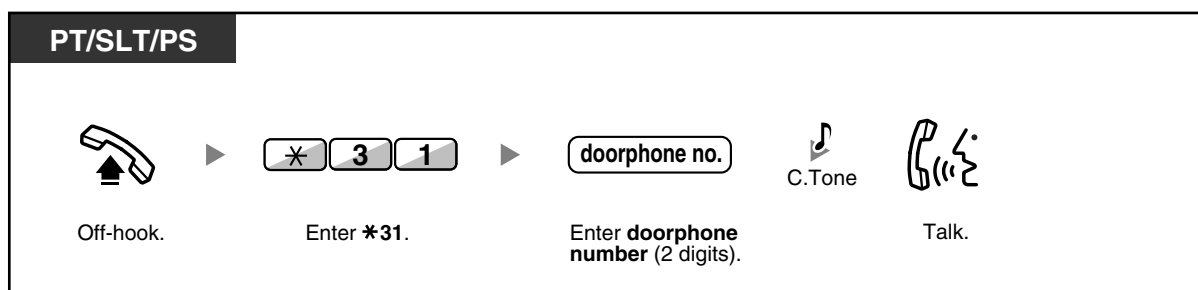 PT/SLT/PS
✳ 3 1
doorphone no.
C.Tone
Off-hook.
Enter ✳31.
Enter doorphone
number (2 digits).
Talk.